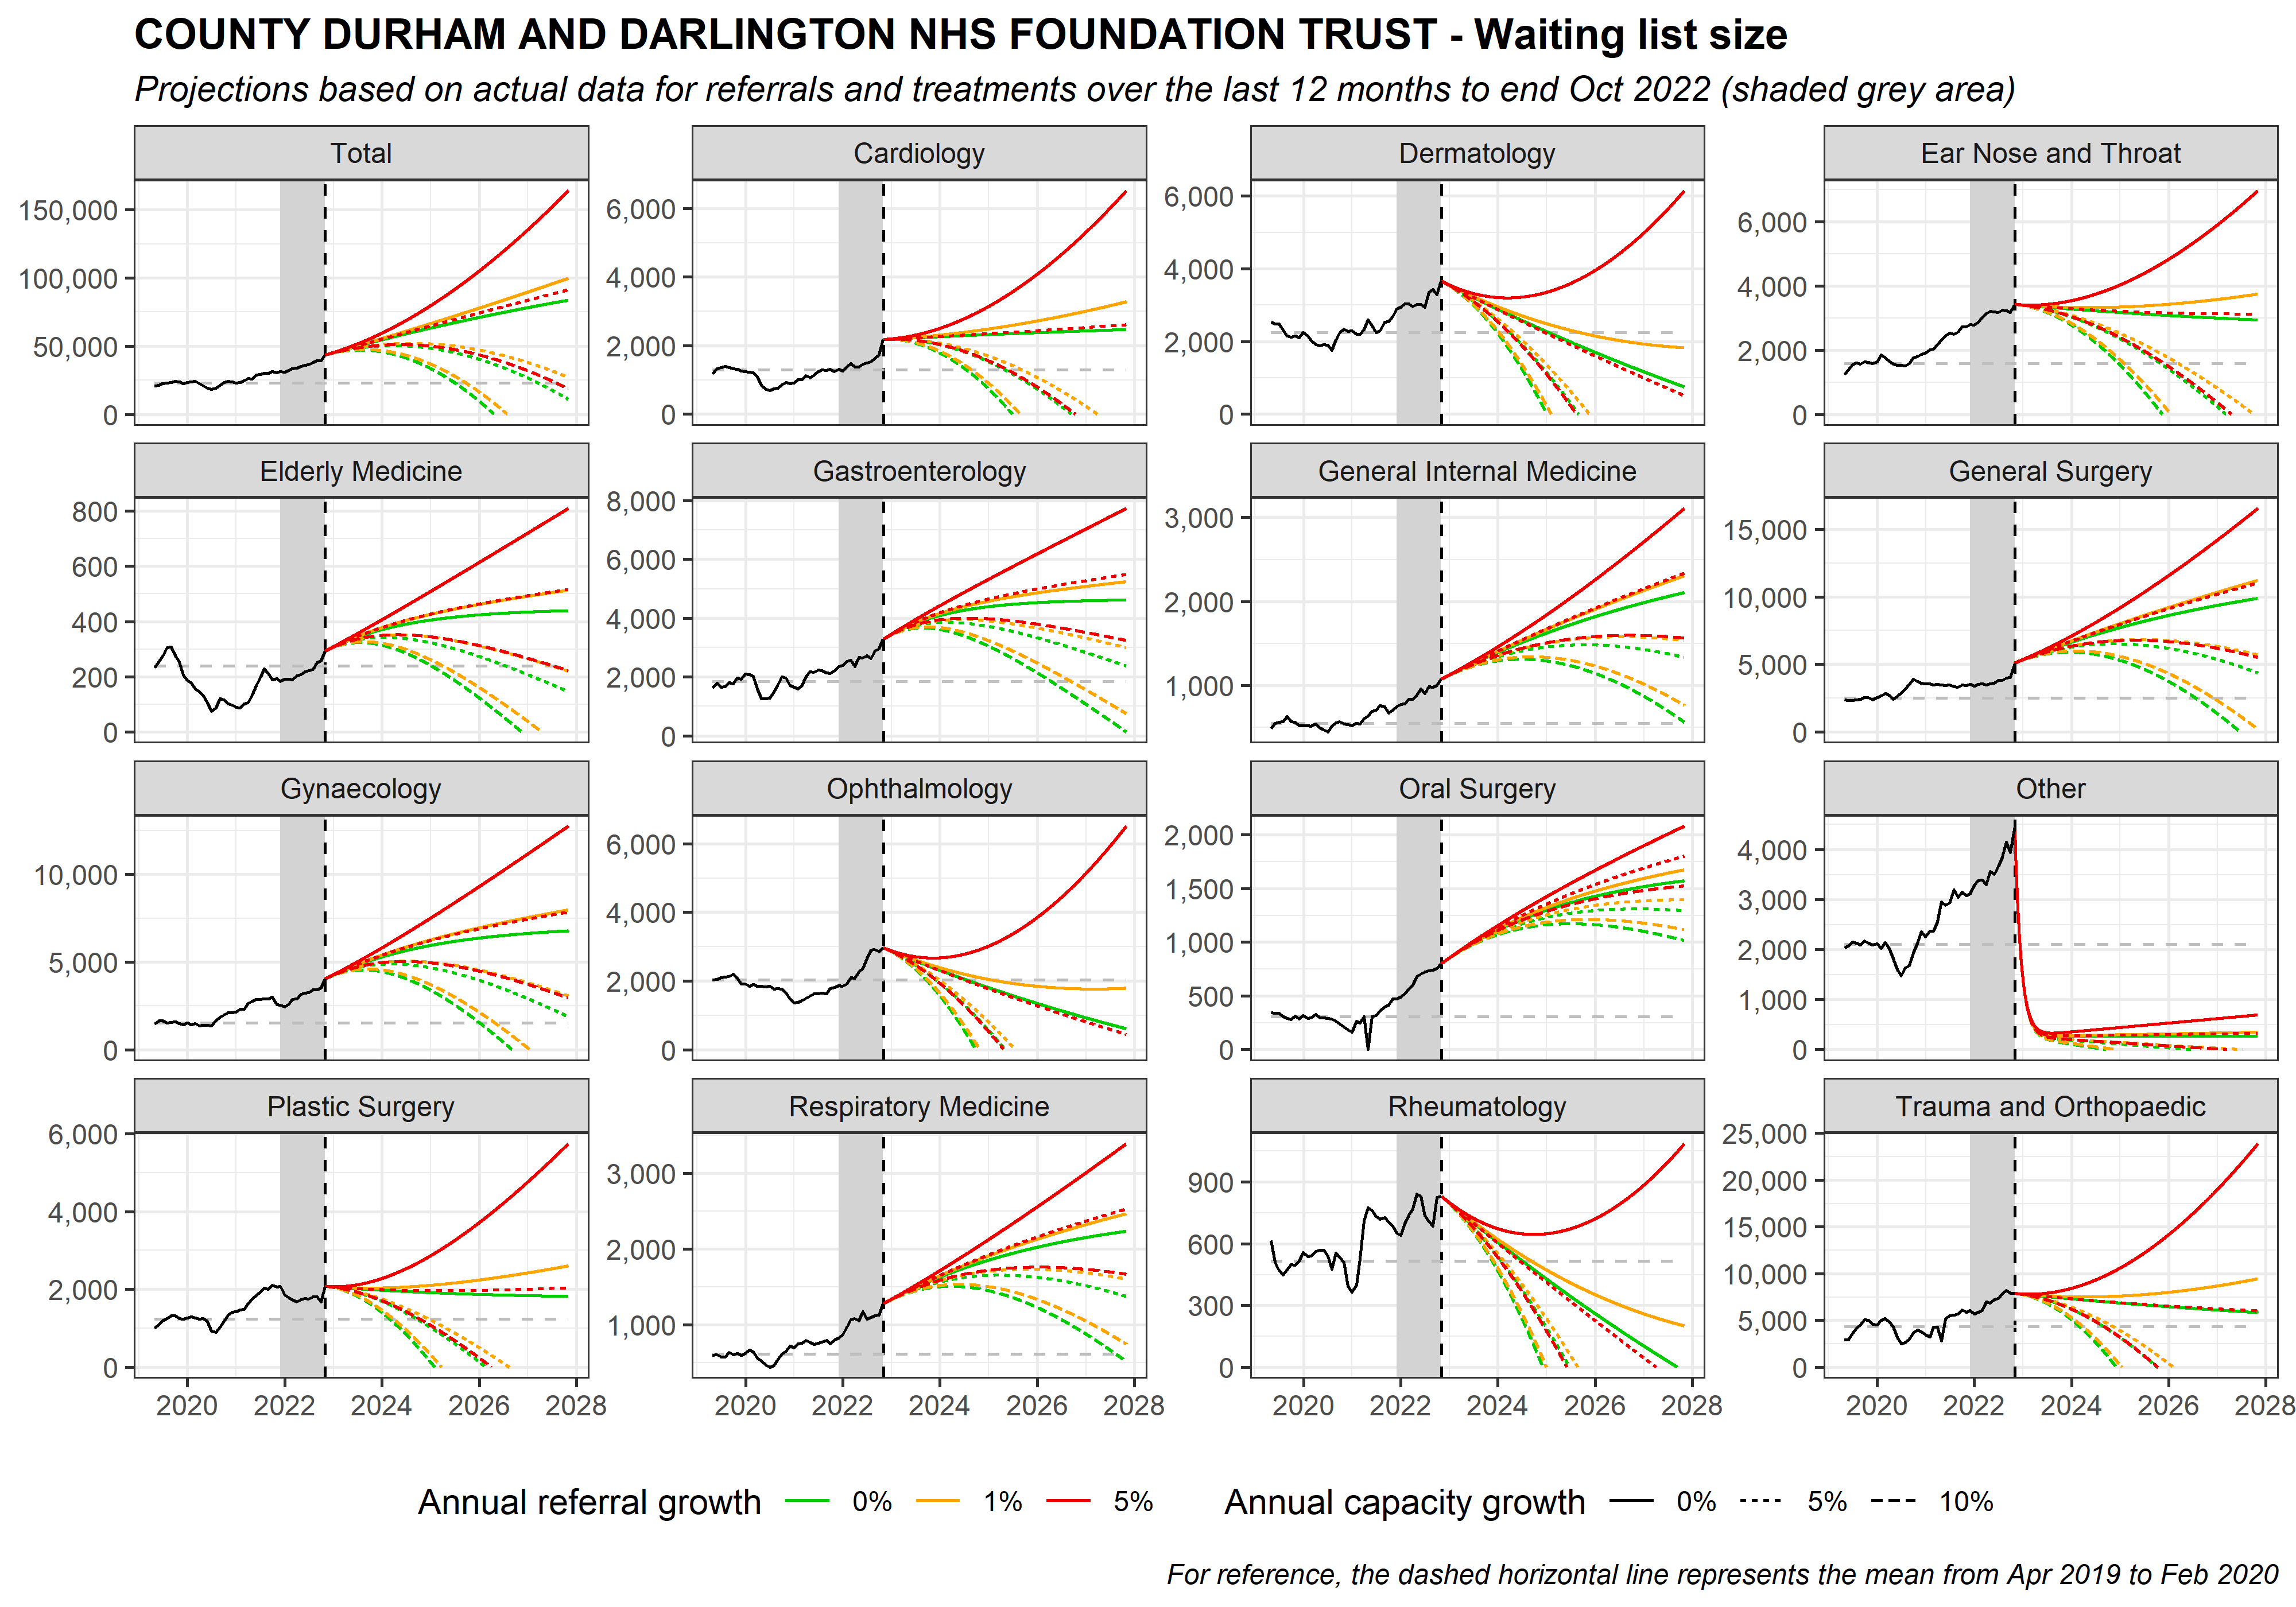 COUNTY DURHAM AND DARLINGTON NHS FOUNDATION TRUST - Waiting list size
Projections based on actual data for referrals and treatments over the last 12 months to end Oct 2022 (shaded grey area)
Total
Cardiology
Dermatology
Ear Nose and Throat
150,000
100,000
50,000
0
6,000
4,000
2,000
0
6,000
4,000
2,000
0
6,000
4,000
2,000
0
Elderly Medicine
Gastroenterology
General Internal Medicine
General Surgery
800
600
400
200
0
8,000
6,000
4,000
2,000
0
3,000
2,000
1,000
15,000
10,000
5,000
0
Gynaecology
Ophthalmology
Oral Surgery
Other
10,000
5,000
0
6,000
4,000
2,000
0
2,000
1,500
1,000
500
0
4,000
3,000
2,000
1,000
0
Plastic Surgery
Respiratory Medicine
Rheumatology
Trauma and Orthopaedic
6,000
4,000
2,000
0
3,000
2,000
1,000
900
600
300
0
25,000
20,000
15,000
10,000
5,000
0
2020 2022 2024 2026 2028
2020 2022 2024 2026 2028
2020 2022 2024 2026 2028
2020 2022 2024 2026 2028
Annual referral growth 0% 1% 5%
Annual capacity growth 0% 5% 10%
For reference, the dashed horizontal line represents the mean from Apr 2019 to Feb 2020